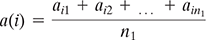 a(i) = (a_{i1} + a_{i2} + … + a_{in_1}) / n_1